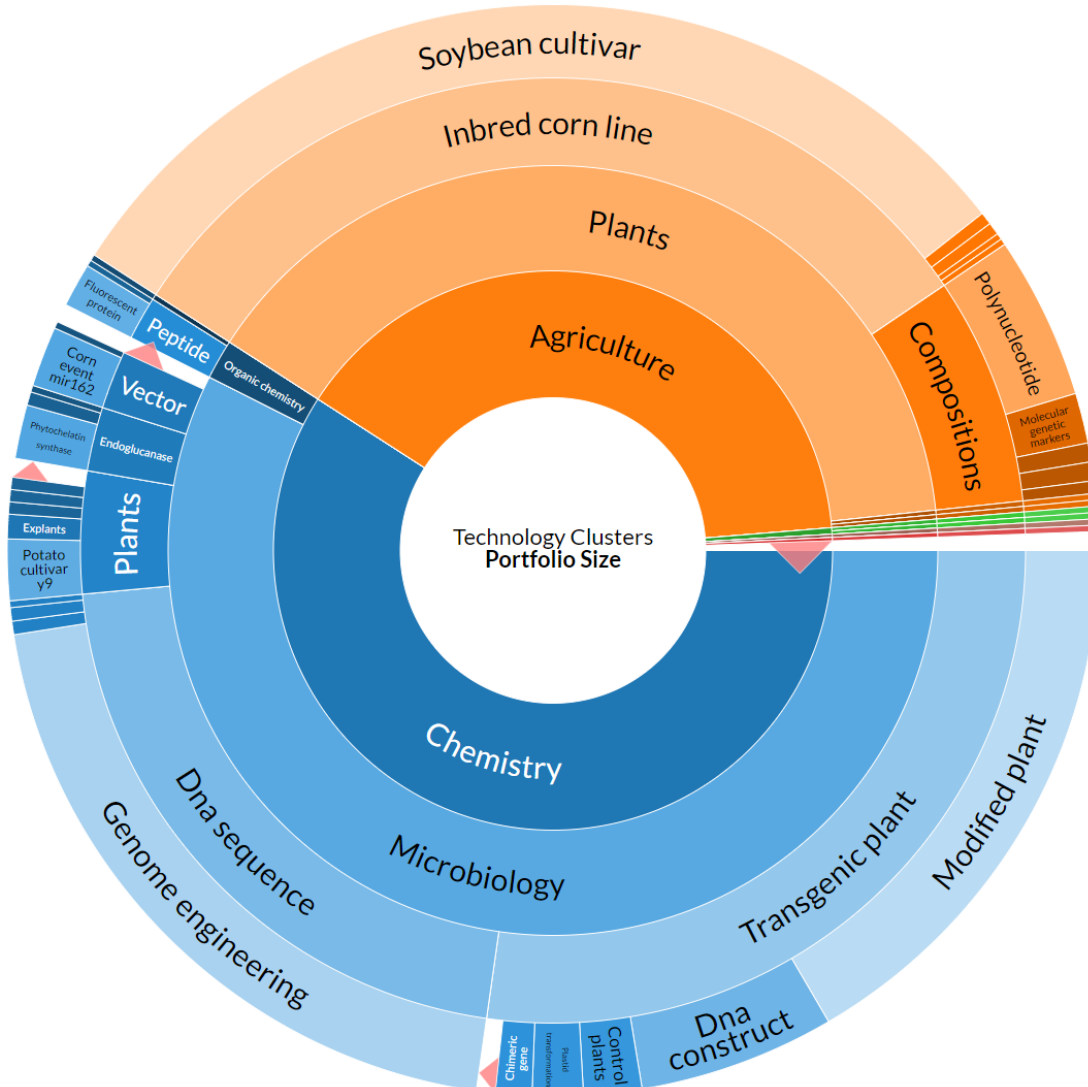 Soybean cultivar
Inbred corn line
Plants
Agriculture
Compositions
Polynucleotide
Molecular
genetic
markers
Fluorescent
protein
Peptide
Organic chemistry
Corn
event
mir162
Vector
Phytochelatin
synthase
Endoglucanase
Plants
Explants
Potato
cultivar
y9
Technology Clusters
Portfolio Size
Chemistry
Microbiology
Dna sequence
Genome engineering
Transgenic plant
Modified plant
Dna
construct
Control
plants
Plastid
transformation
Chimeric
gene